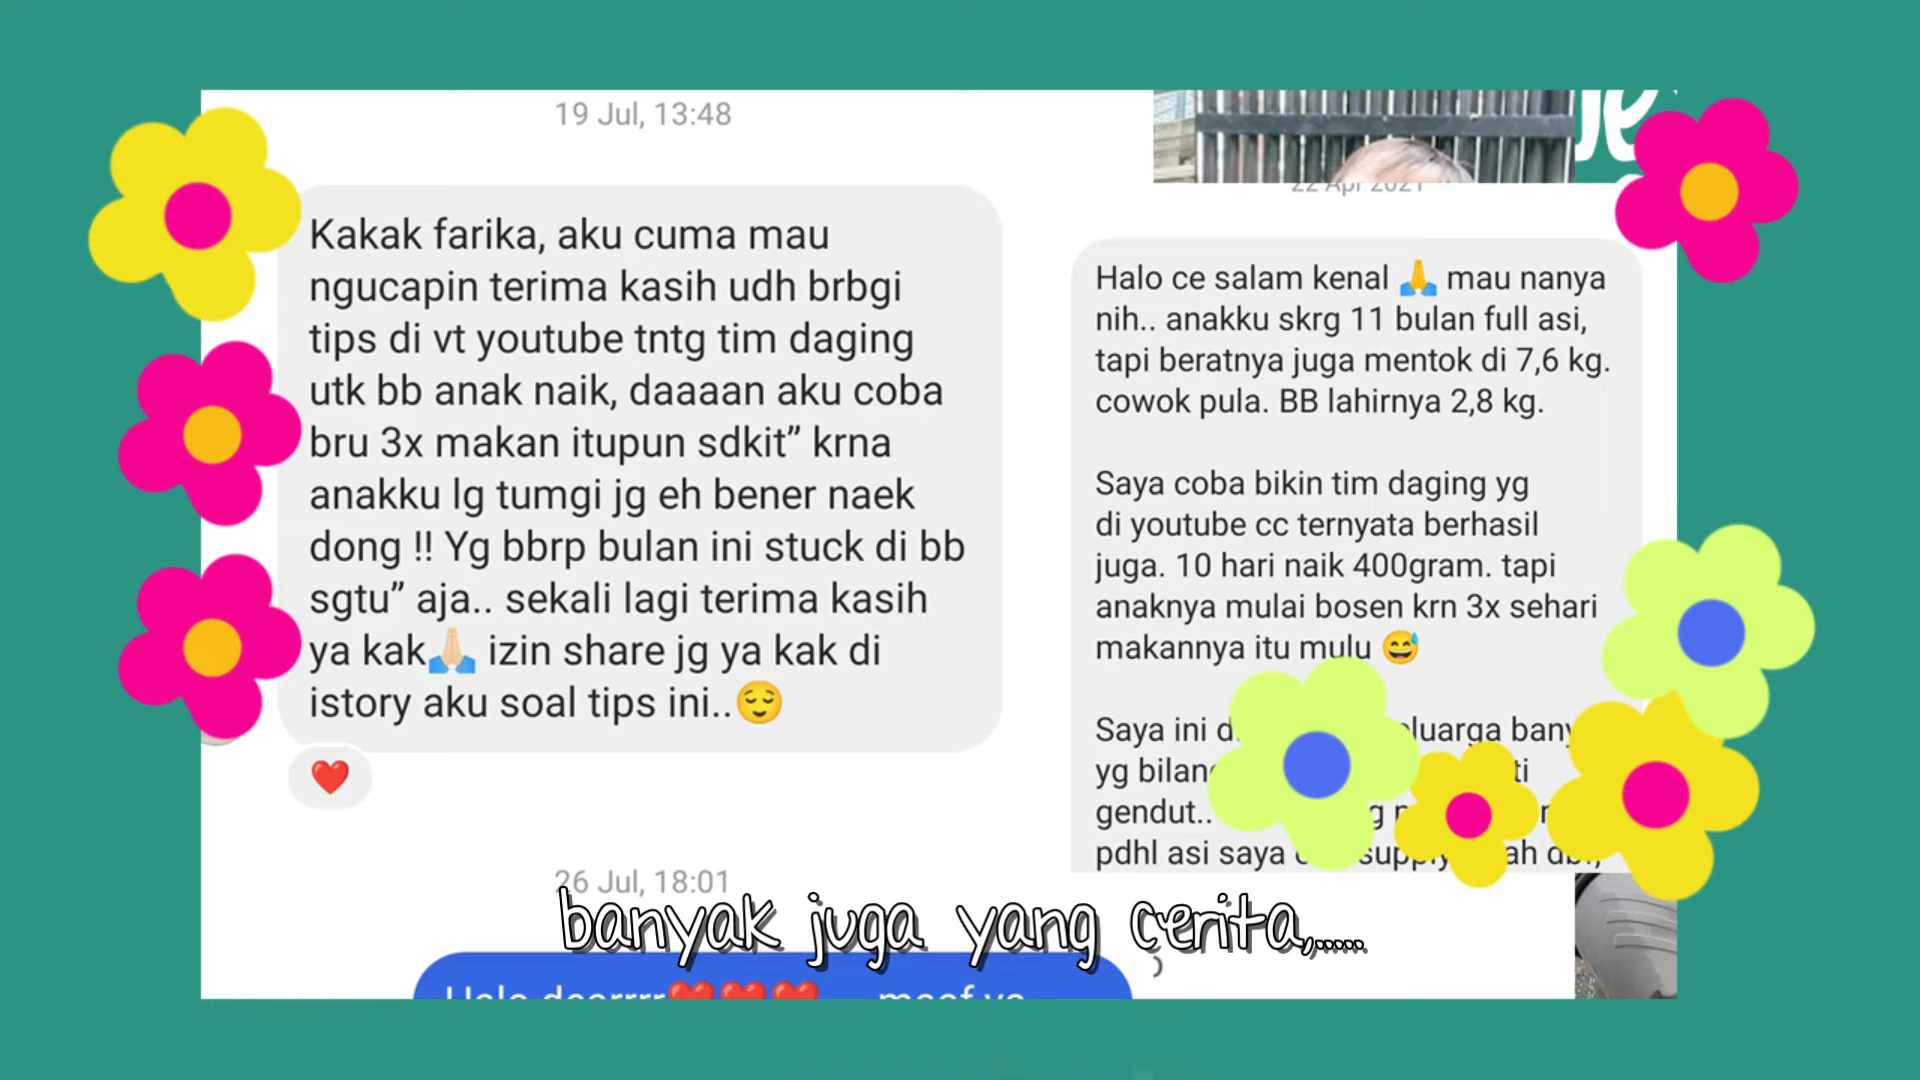 19 Jul, 13:48
Kakak farika, aku cuma mau
ngucapin terima kasih udh brbgi
tips di vt youtube tntg tim daging
utk bb anak naik, daaaan aku coba
bru 3x makan itupun sdkit” krna
anakku lg tumgi jg eh bener naek
dong !! Yg bbrp bulan ini stuck di bb
sgtu” aja.. sekali lagi terima kasih
ya kak🙏🏻 izin share jg ya kak di
istory aku soal tips ini..😌
❤️
26 Jul, 18:01
22 Apr 2021
Halo ce salam kenal 🙏 mau nanya
nih.. anakku skrg 11 bulan full asi,
tapi beratnya juga mentok di 7,6 kg.
cowok pula. BB lahirnya 2,8 kg.
Saya coba bikin tim daging yg
di youtube cc ternyata berhasil
juga. 10 hari naik 400gram. tapi
anaknya mulai bosen krn 3x sehari
makannya itu mulu 😅
Saya ini
yg
gendut..
pdhl asi saya
banyak juga yang cerita,.....